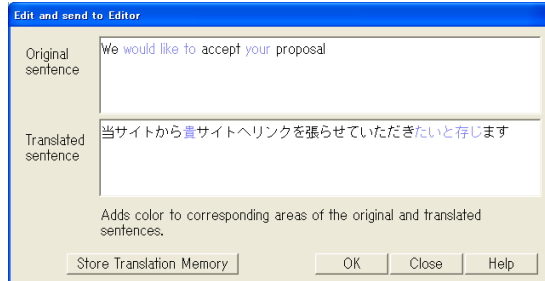 Edit and send to Editor
Original
sentence
We would like to accept your proposal
Translated
sentence
当サイトから貴サイトへリンクを張らせていただきたいと存じます
Adds color to corresponding areas of the original and translated
sentences.
Store Translation Memory OK Close Help